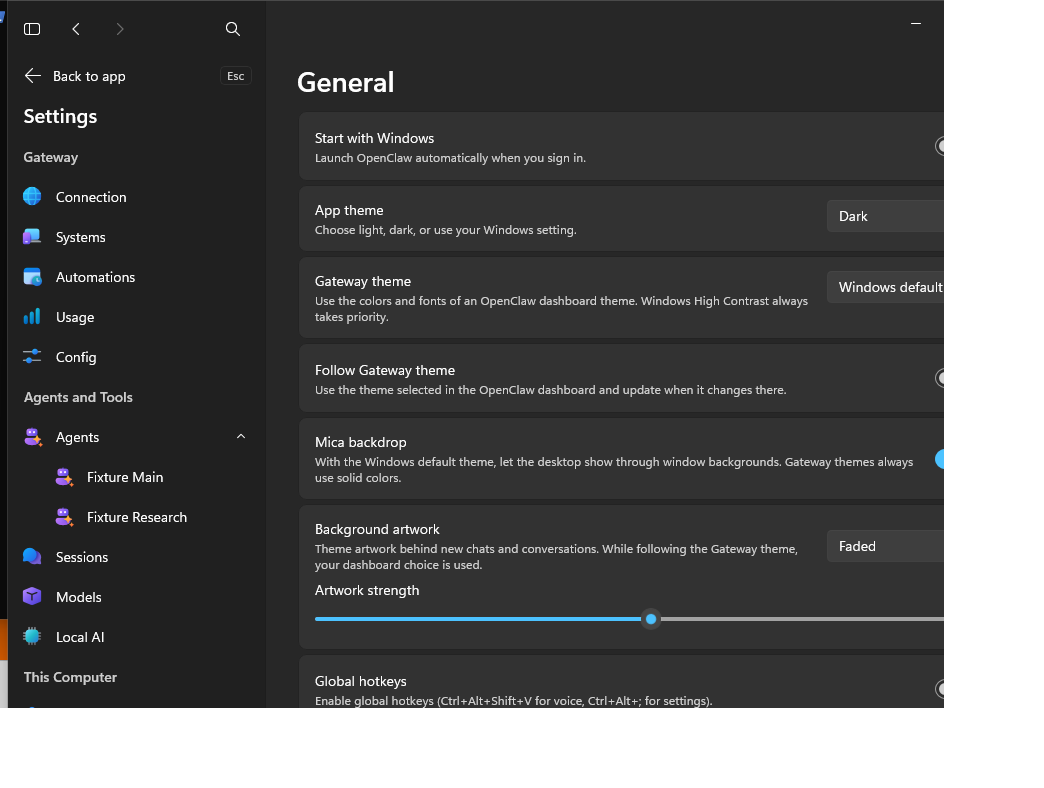 Back to app
Esc
Settings
Gateway
Connection
Systems
Automations
Usage
Config
Agents and Tools
Agents
Fixture Main
Fixture Research
Sessions
Models
Local AI
This Computer
General
Start with Windows
Launch OpenClaw automatically when you sign in.
App theme
Choose light, dark, or use your Windows setting.
Dark
Gateway theme
Use the colors and fonts of an OpenClaw dashboard theme. Windows High Contrast always
takes priority.
Windows default
Follow Gateway theme
Use the theme selected in the OpenClaw dashboard and update when it changes there.
Mica backdrop
With the Windows default theme, let the desktop show through window backgrounds. Gateway themes always
use solid colors.
Background artwork
Theme artwork behind new chats and conversations. While following the Gateway theme,
your dashboard choice is used.
Faded
Artwork strength
Global hotkeys
Enable global hotkeys (Ctrl+Alt+Shift+V for voice, Ctrl+Alt+; for settings).